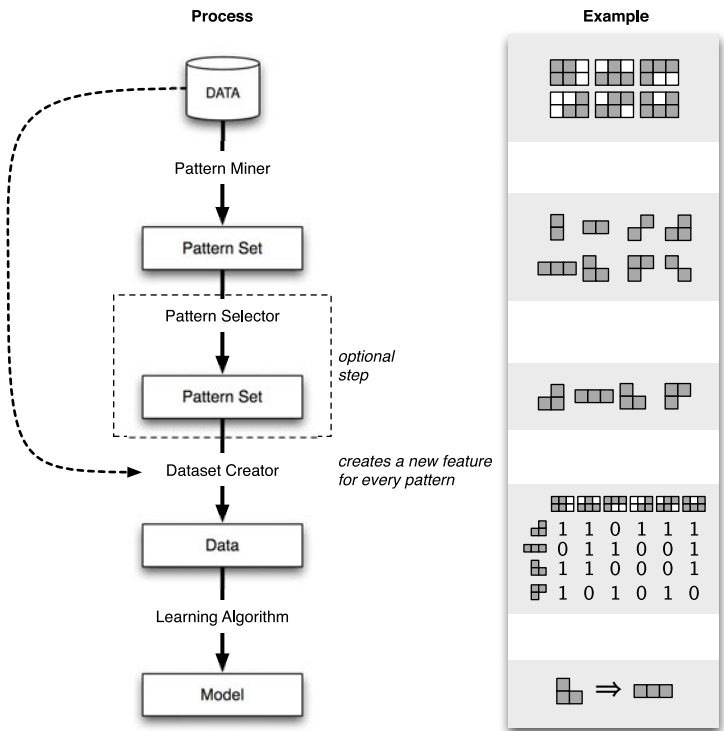 Process
Example
DATA
Pattern Miner
Pattern Set
Pattern Selector
optional
step
Pattern Set
Dataset Creator
creates a new feature
for every pattern
1 1 0 1 1 1
0 1 1 0 0 1
1 1 0 0 0 1
1 0 1 0 1 0
Data
Learning Algorithm
Model
⇒